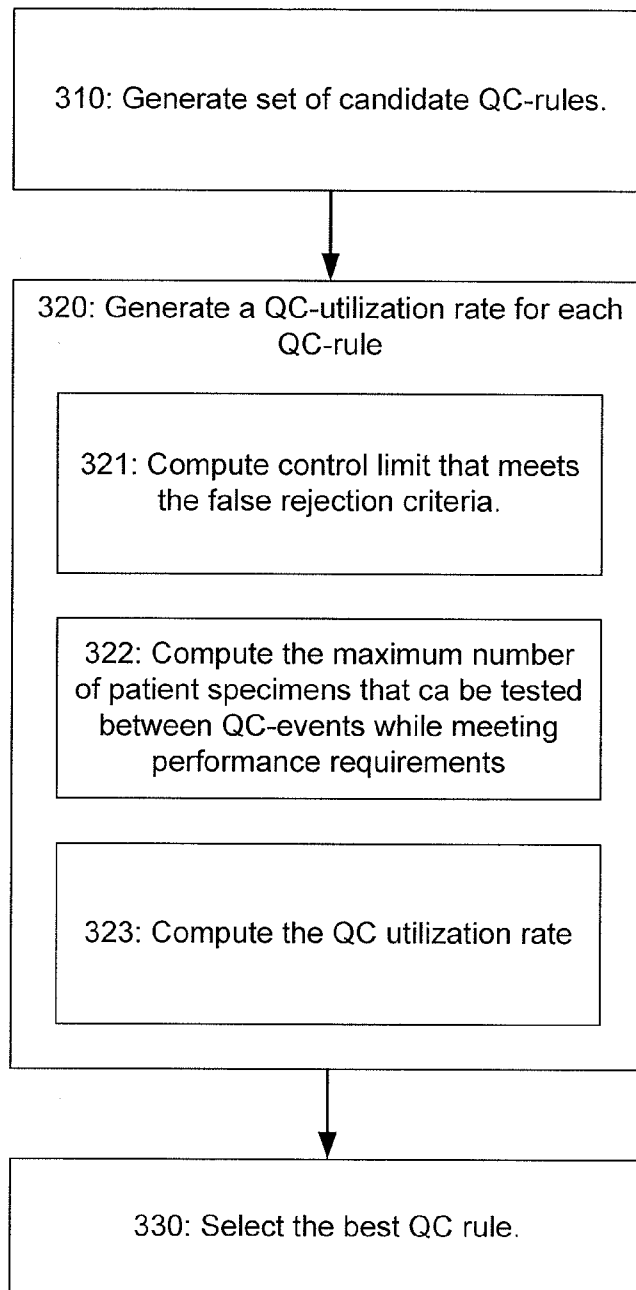 310: Generate set of candidate QC-rules.
320: Generate a QC-utilization rate for each
QC-rule
321: Compute control limit that meets
the false rejection criteria.
322: Compute the maximum number
of patient specimens that ca be tested
between QC-events while meeting
performance requirements
323: Compute the QC utilization rate
330: Select the best QC rule.